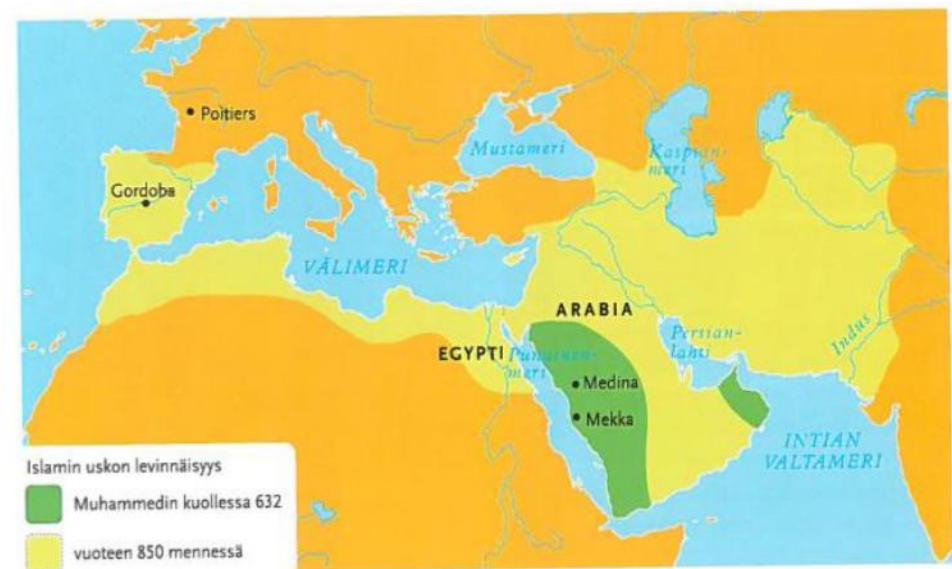 Poitiers
Mustameri
Kaspian-
meri
Gordoba
VÄLIMERI
ARABIA
EGYPTI
Punainen-
meri
Persian-
lahti
Indus
Medina
Mekka
INTIAN
VALTAMERI
Islamin uskon levinnäisyys
Muhammedin kuollessa 632
vuoteen 850 mennessä